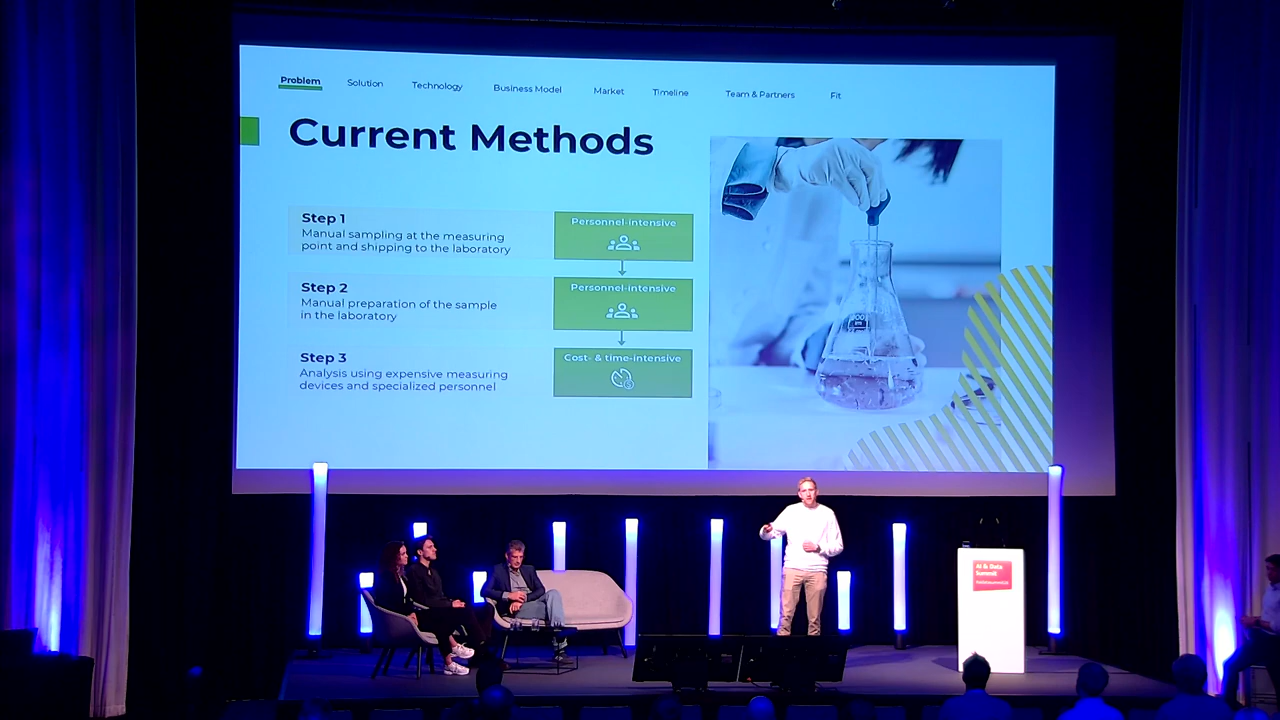 Problem Solution Technology Business Model Market Timeline Team & Partners Fit
Current Methods
Step 1
Manual sampling at the measuring
point and shipping to the laboratory
Personnel-intensive
Step 2
Manual preparation of the sample
in the laboratory
Personnel-intensive
Step 3
Analysis using expensive measuring
devices and specialized personnel
Cost- & time-intensive
AI & Data
Summit